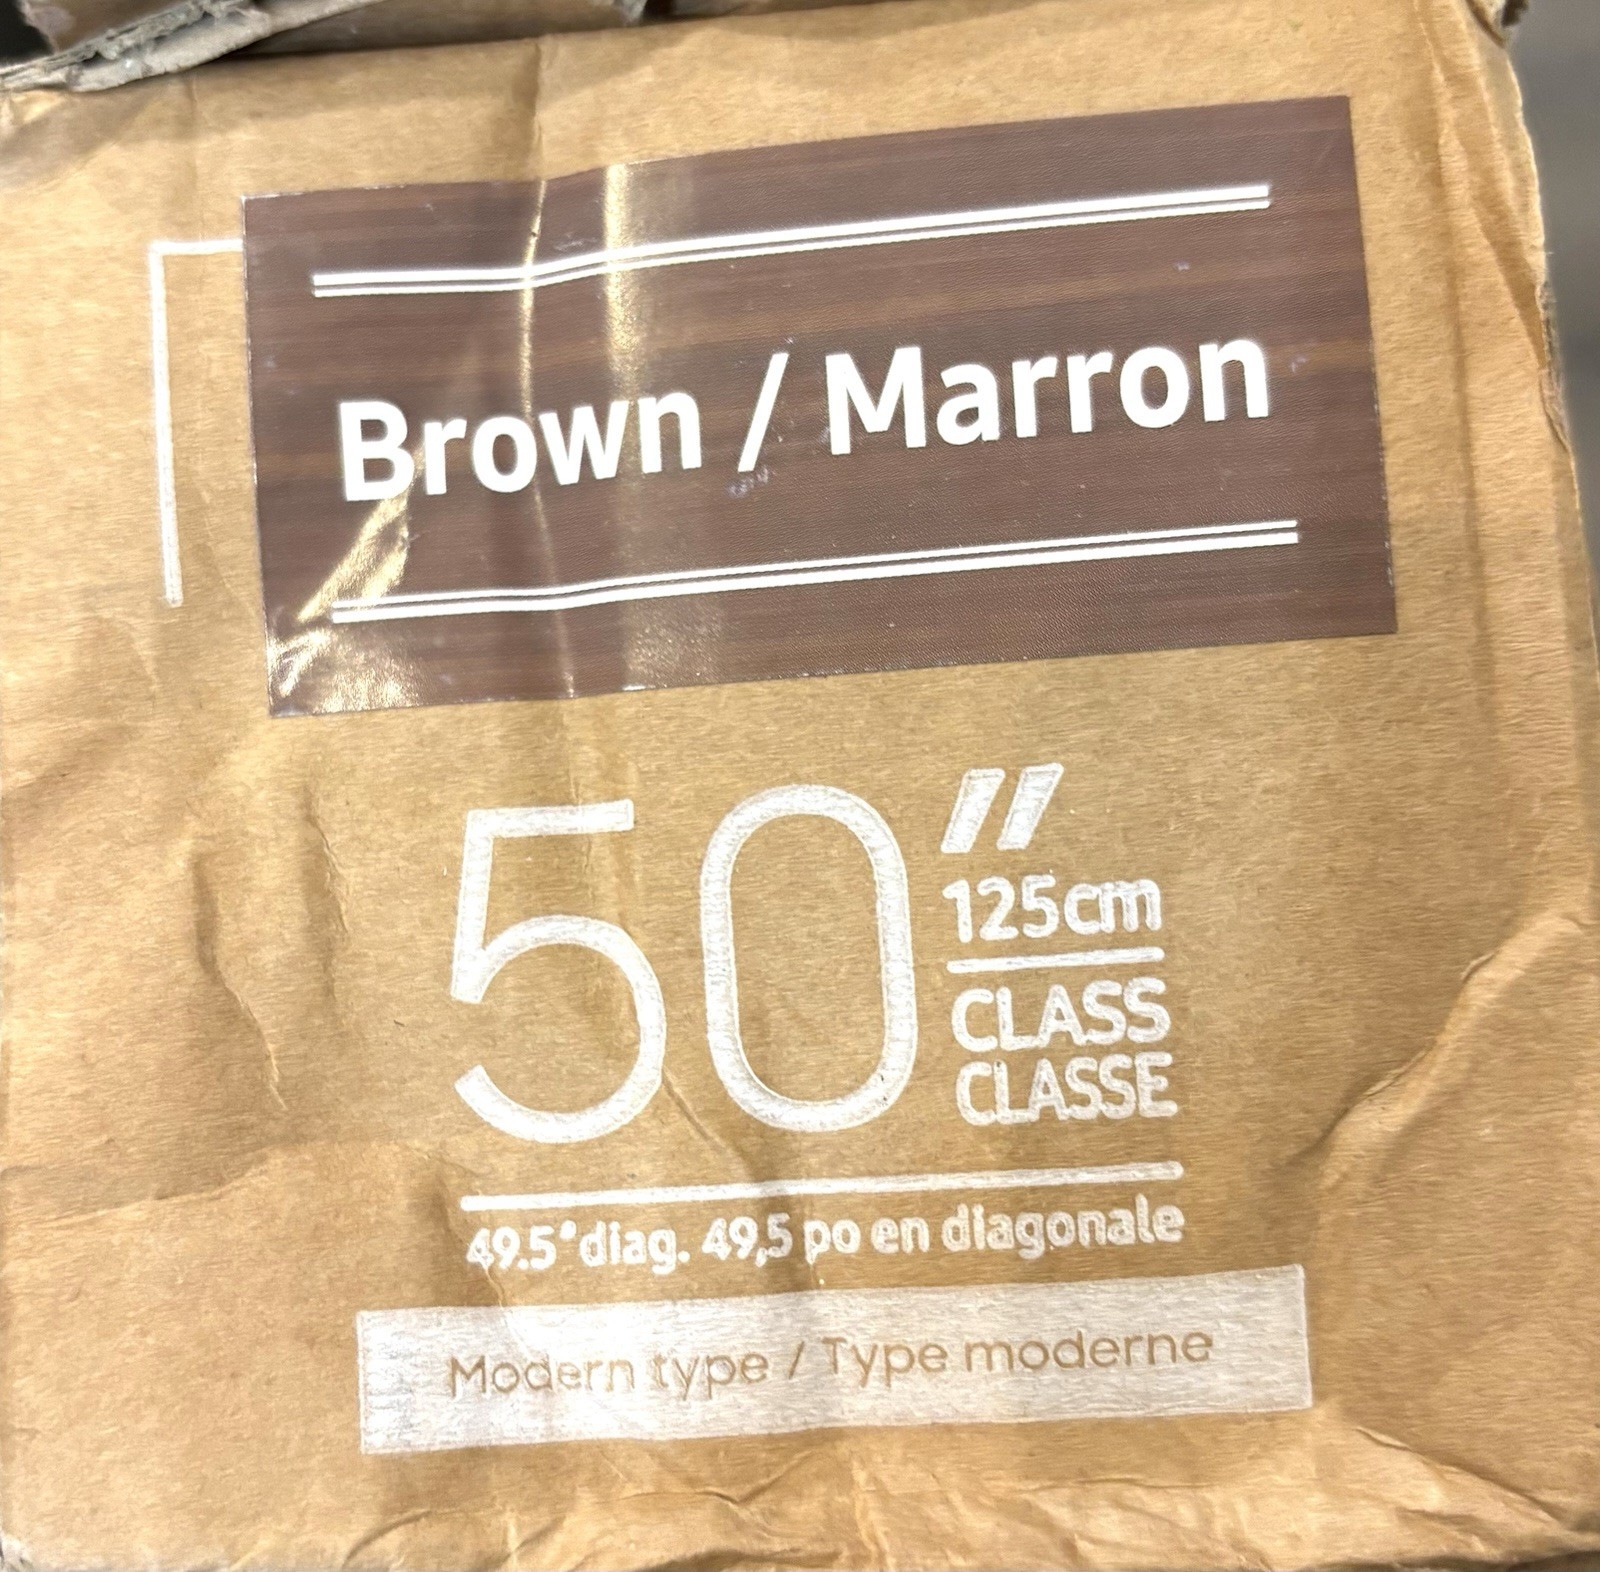 Brown / Marron
50"
125cm
CLASS
CLASSE
49.5" diag. 49,5 po en diagonale
Modern type / Type moderne